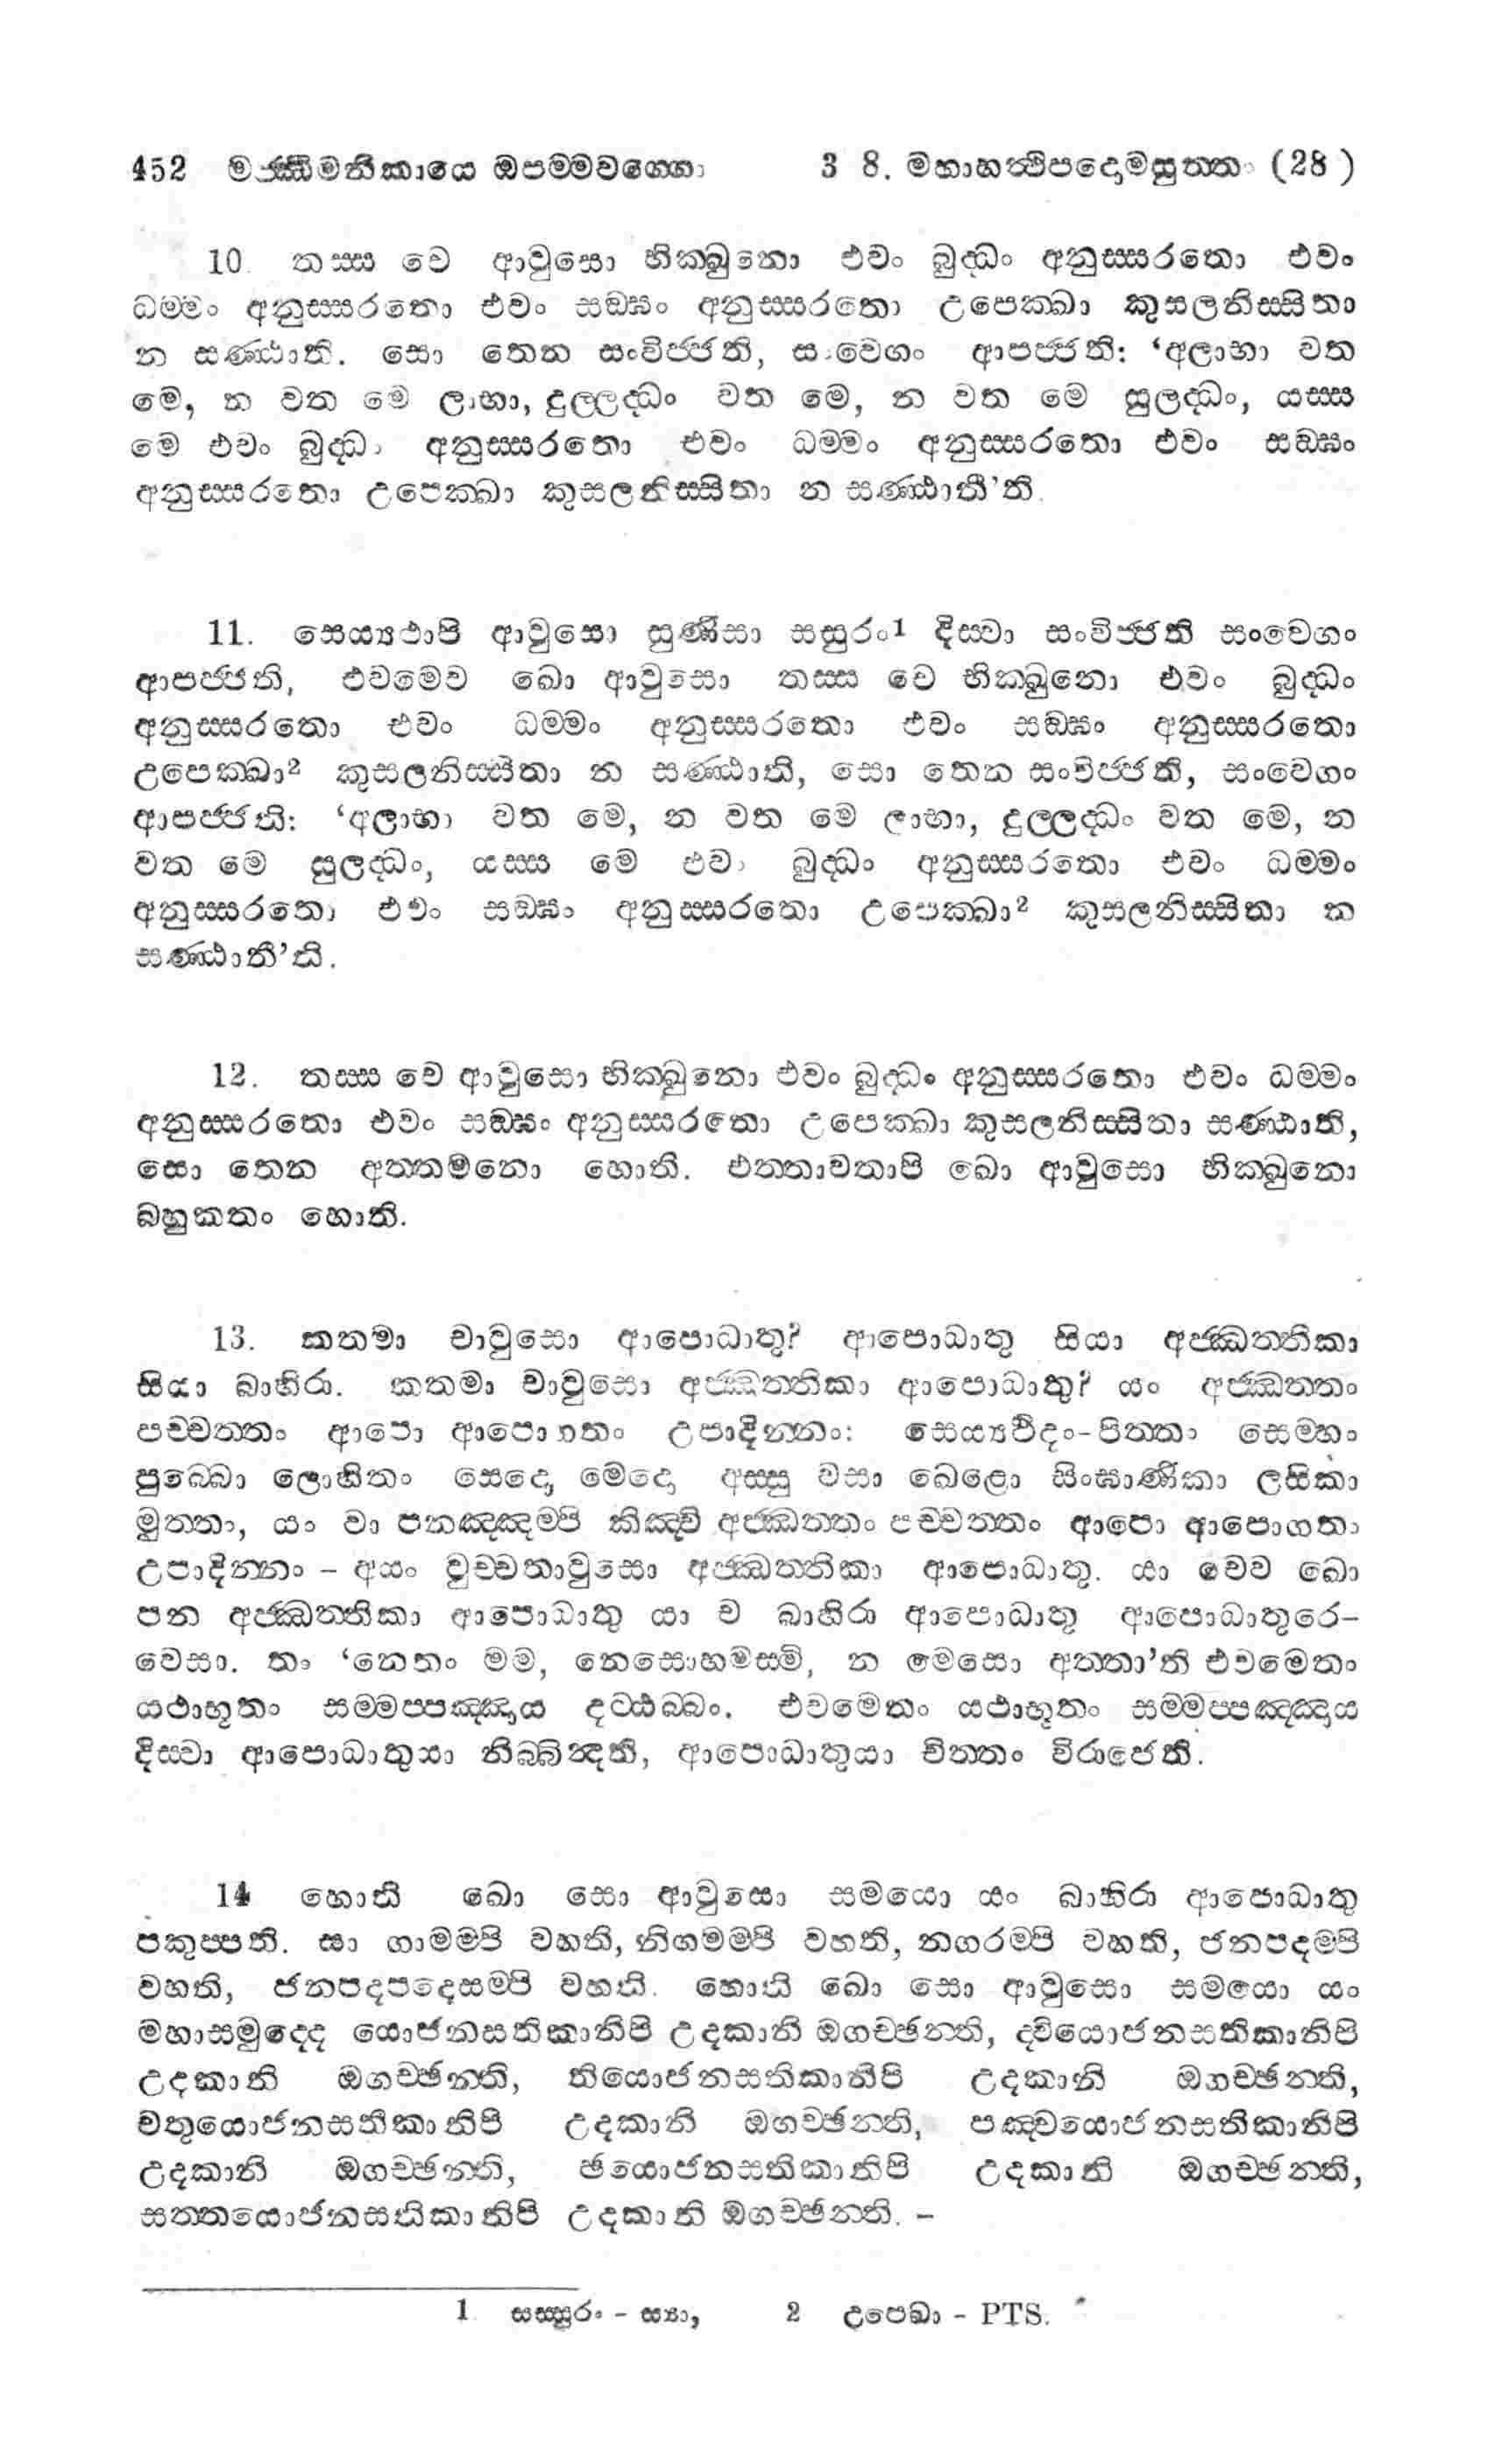 452 මජ්ඣිමනිකායෙ ඔපම්මවග්ගො 3 8. මහාහත්ථිපදොමසුත්තං (28)
10. තස්ස වෙ ආවුසො භික්ඛුනො එවං බුද්ධං අනුස්සරතො එවං
ධම්මං අනුස්සරතො එවං සඞ්ඝං අනුස්සරතො උපෙක්ඛා කුසලනිස්සිතා
න සණ්ඨාති. සො තෙන සංවිජ්ජති, සංවෙගං ආපජ්ජති: ‘අලාභා වත
මෙ, න වත මෙ ලාභා, දුල්ලද්ධං වත මෙ, න වත මෙ සුලද්ධං, යස්ස
මෙ එවං බුද්ධං අනුස්සරතො එවං ධම්මං අනුස්සරතො එවං සඞ්ඝං
අනුස්සරතො උපෙක්ඛා කුසලනිස්සිතා න සණ්ඨාතී’ති.
11. සෙය්‍යථාපි ආවුසො සුණිසා සසුරං1 දිස්වා සංවිජ්ජති සංවෙගං
ආපජ්ජති, එවමෙව ඛො ආවුසො තස්ස චෙ භික්ඛුනො එවං බුද්ධං
අනුස්සරතො එවං ධම්මං අනුස්සරතො එවං සඞ්ඝං අනුස්සරතො
උපෙක්ඛා2 කුසලනිස්සිතා න සණ්ඨාති, සො තෙන සංවිජ්ජති, සංවෙගං
ආපජ්ජති: ‘අලාභා වත මෙ, න වත මෙ ලාභා, දුල්ලද්ධං වත මෙ, න
වත මෙ සුලද්ධං, යස්ස මෙ එවං බුද්ධං අනුස්සරතො එවං ධම්මං
අනුස්සරතො එවං සඞ්ඝං අනුස්සරතො උපෙක්ඛා2 කුසලනිස්සිතා න
සණ්ඨාතී’ති.
12. තස්ස චෙ ආවුසො භික්ඛුනො එවං බුද්ධං අනුස්සරතො එවං ධම්මං
අනුස්සරතො එවං සඞ්ඝං අනුස්සරතො උපෙක්ඛා කුසලනිස්සිතා සණ්ඨාති,
සො තෙන අත්තමනො හොති. එත්තාවතාපි ඛො ආවුසො භික්ඛුනො
බහුකතං හොති.
13. කතමා චාවුසො ආපොධාතු? ආපොධාතු සියා අජ්ඣත්තිකා
සියා බාහිරා. කතමා චාවුසො අජ්ඣත්තිකා ආපොධාතු? යං අජ්ඣත්තං
පච්චත්තං ආපො ආපොගතං උපාදින්නං: සෙය්‍යථිදං-පිත්තං සෙම්හං
පුබ්බො ලොහිතං සෙදො මෙදො අස්සු වසා ඛෙළො සිංඝාණිකා ලසිකා
මුත්තං, යං වා පනඤ්ඤම්පි කිඤ්චි අජ්ඣත්තං පච්චත්තං ආපො ආපොගතං
උපාදින්නං – අයං වුච්චතාවුසො අජ්ඣත්තිකා ආපොධාතු. යා චෙව ඛො
පන අජ්ඣත්තිකා ආපොධාතු යා ච බාහිරා ආපොධාතු ආපොධාතුරෙ–
වෙසා. තං ‘නෙතං මම, නෙසොහමස්මි, න මෙසො අත්තා’ති එවමෙතං
යථාභූතං සම්මප්පඤ්ඤාය දට්ඨබ්බං. එවමෙතං යථාභූතං සම්මප්පඤ්ඤාය
දිස්වා ආපොධාතුයා නිබ්බින්දති, ආපොධාතුයා චිත්තං විරාජෙති.
14 හොති ඛො සො ආවුසො සමයො යං බාහිරා ආපොධාතු
පකුප්පති. සා ගාමම්පි වහති, නිගමම්පි වහති, නගරම්පි වහති, ජනපදම්පි
වහති, ජනපදපදෙසම්පි වහති. හොති ඛො සො ආවුසො සමයො යං
මහාසමුද්දෙ යොජනසතිකානිපි උදකානි ඔගච්ඡන්ති, ද්වියොජනසතිකානිපි
උදකානි ඔගච්ඡන්ති, තියොජනසතිකානිපි උදකානි ඔගච්ඡන්ති,
චතුයොජනසතිකානිපි උදකානි ඔගච්ඡන්ති, පඤ්චයොජනසතිකානිපි
උදකානි ඔගච්ඡන්ති, ඡයොජනසතිකානිපි උදකානි ඔගච්ඡන්ති,
සත්තයොජනසතිකානිපි උදකානි ඔගච්ඡන්ති. –
1 සස්සුරං – ස්‍යා, 2 උපෙඛා – PTS.